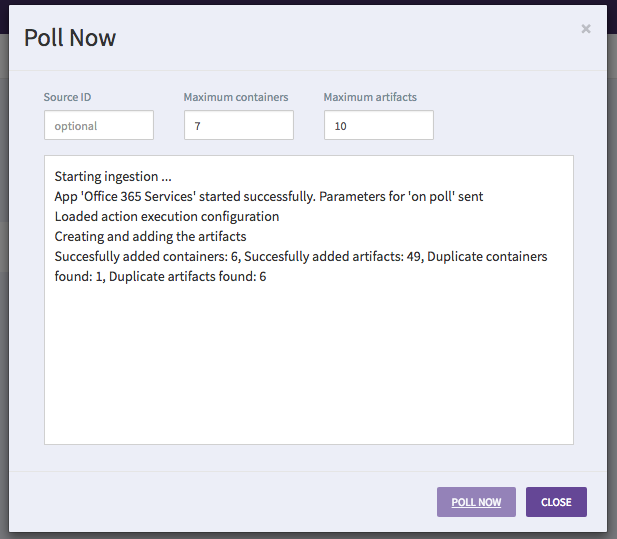 Poll Now
×
Source ID
Maximum containers
Maximum artifacts
optional
7
10
Starting ingestion ...
App 'Office 365 Services' started successfully. Parameters for 'on poll' sent
Loaded action execution configuration
Creating and adding the artifacts
Succesfully added containers: 6, Succesfully added artifacts: 49, Duplicate containers
found: 1, Duplicate artifacts found: 6
POLL NOW
CLOSE